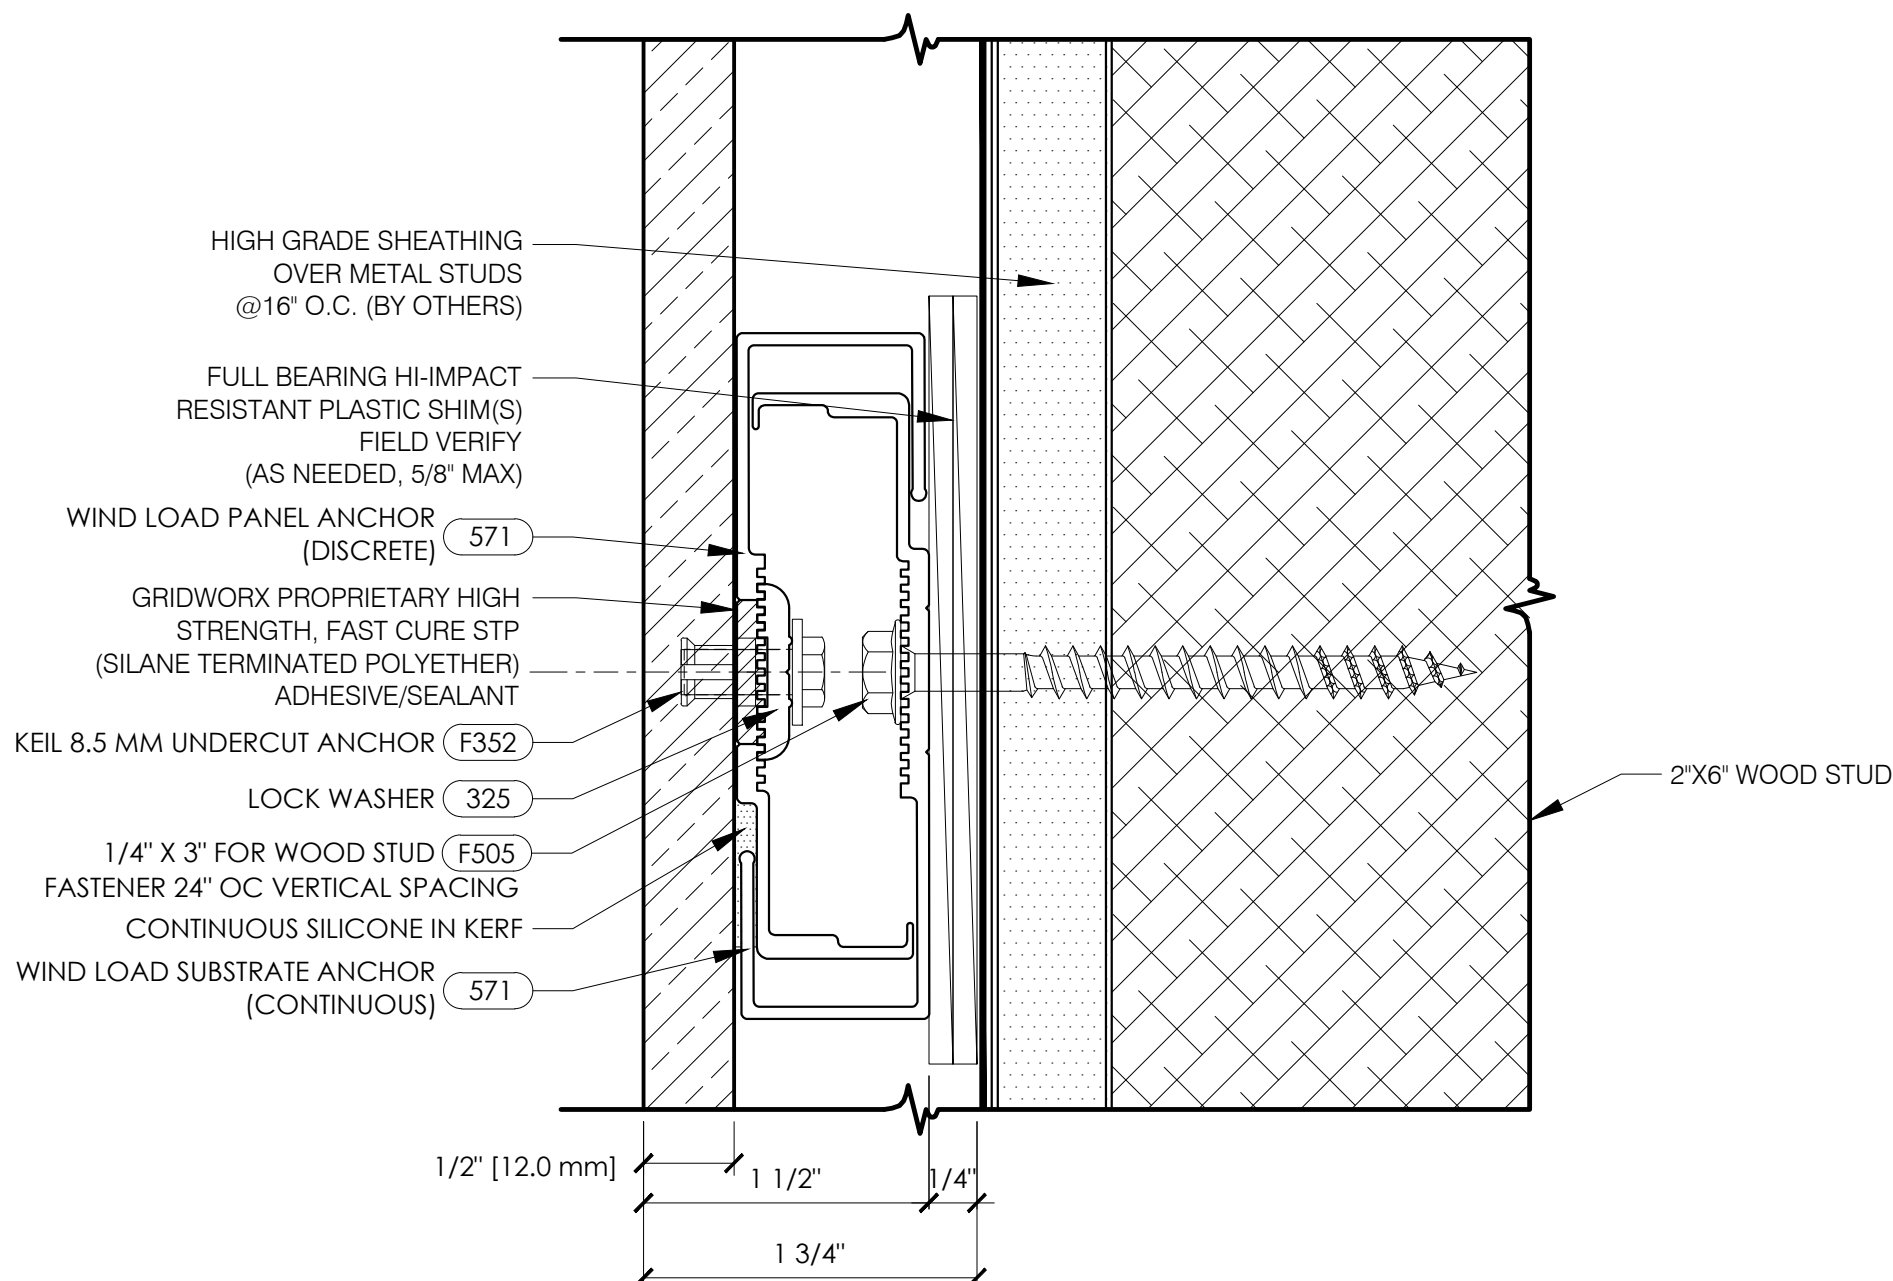 HIGH GRADE SHEATHING
OVER METAL STUDS
@16" O.C. (BY OTHERS)
FULL BEARING HI-IMPACT
RESISTANT PLASTIC SHIM(S)
FIELD VERIFY
(AS NEEDED, 5/8" MAX)
WIND LOAD PANEL ANCHOR 571
(DISCRETE)
GRIDWORX PROPRIETARY HIGH
STRENGTH, FAST CURE STP
(SILANE TERMINATED POLYETHER)
ADHESIVE/SEALANT
KEIL 8.5 MM UNDERCUT ANCHOR F352
LOCK WASHER 325
1/4" X 3" FOR WOOD STUD F505
FASTENER 24" OC VERTICAL SPACING
CONTINUOUS SILICONE IN KERF
WIND LOAD SUBSTRATE ANCHOR 571
(CONTINUOUS)
2"X6" WOOD STUD
1/2" [12.0 mm]
1 1/2"
1/4"
1 3/4"